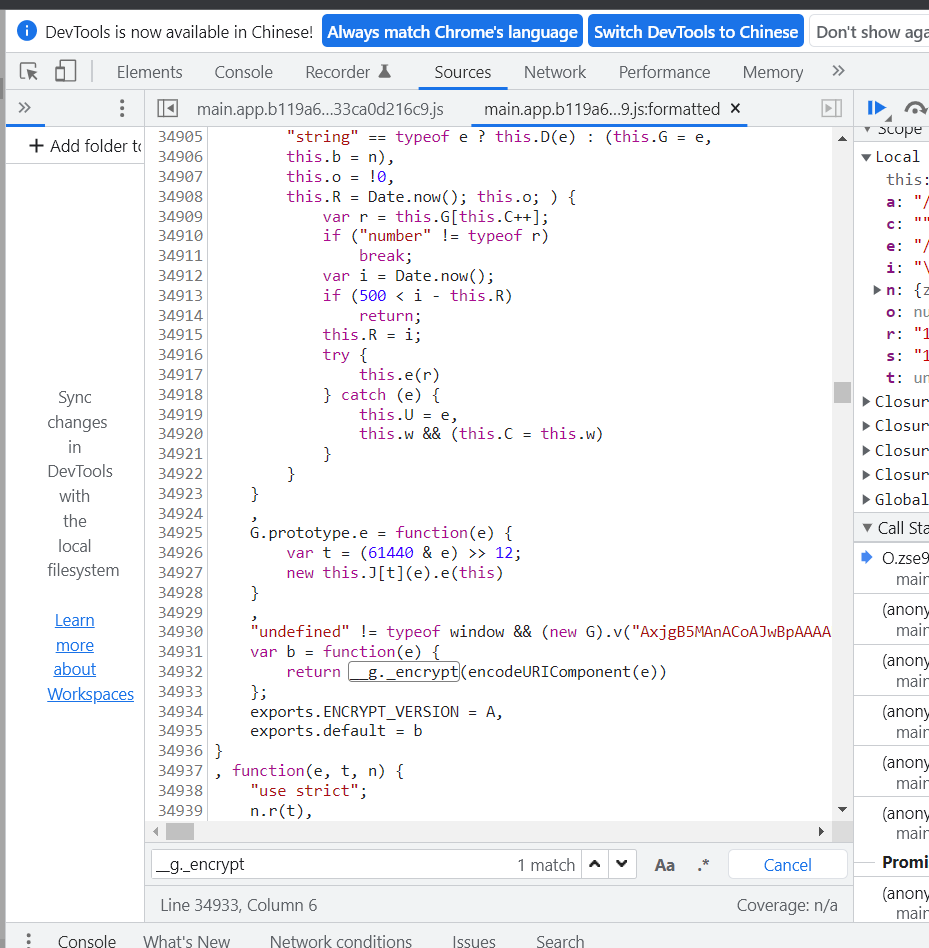 DevTools is now available in Chinese! Always match Chrome's language Switch DevTools to Chinese Don't show aga
Elements Console Recorder Sources Network Performance Memory »
» main.app.b119a6...33ca0d216c9.js main.app.b119a6...9.js:formatted ×
+ Add folder to
Sync
changes
in
DevTools
with
the
local
filesystem
Learn
more
about
Workspaces
34905 "string" == typeof e ? this.D(e) : (this.G = e,
34906 this.b = n),
34907 this.o = !0,
34908 this.R = Date.now(); this.o; ) {
34909 var r = this.G[this.C++];
34910 if ("number" != typeof r)
34911 break;
34912 var i = Date.now();
34913 if (500 < i - this.R)
34914 return;
34915 this.R = i;
34916 try {
34917 this.e(r)
34918 } catch (e) {
34919 this.U = e,
34920 this.w && (this.C = this.w)
34921 }
34922 }
34923 }
34924 ,
34925 G.prototype.e = function(e) {
34926 var t = (61440 & e) >> 12;
34927 new this.J[t](e).e(this)
34928 }
34929 ,
34930 "undefined" != typeof window && (new G).v("AxjgB5MAnACoAJwBpAAAA
34931 var b = function(e) {
34932 return __g._encrypt(encodeURIComponent(e))
34933 };
34934 exports.ENCRYPT_VERSION = A,
34935 exports.default = b
34936 }
34937 , function(e, t, n) {
34938 "use strict";
34939 n.r(t),
__g._encrypt 1 match Aa .* Cancel
Line 34933, Column 6 Coverage: n/a
Scope
Local
this:
a: "/
c: ""
e: "/
i: "\
n: {z
o: nu
r: "1
s: "1
t: un
Closur
Closur
Closur
Closur
Global
Call Sta
O.zse9
main
(anony
main
(anony
main
(anony
main
(anony
main
(anony
main
Promi
(anony
main
Console What's New Network conditions Issues Search